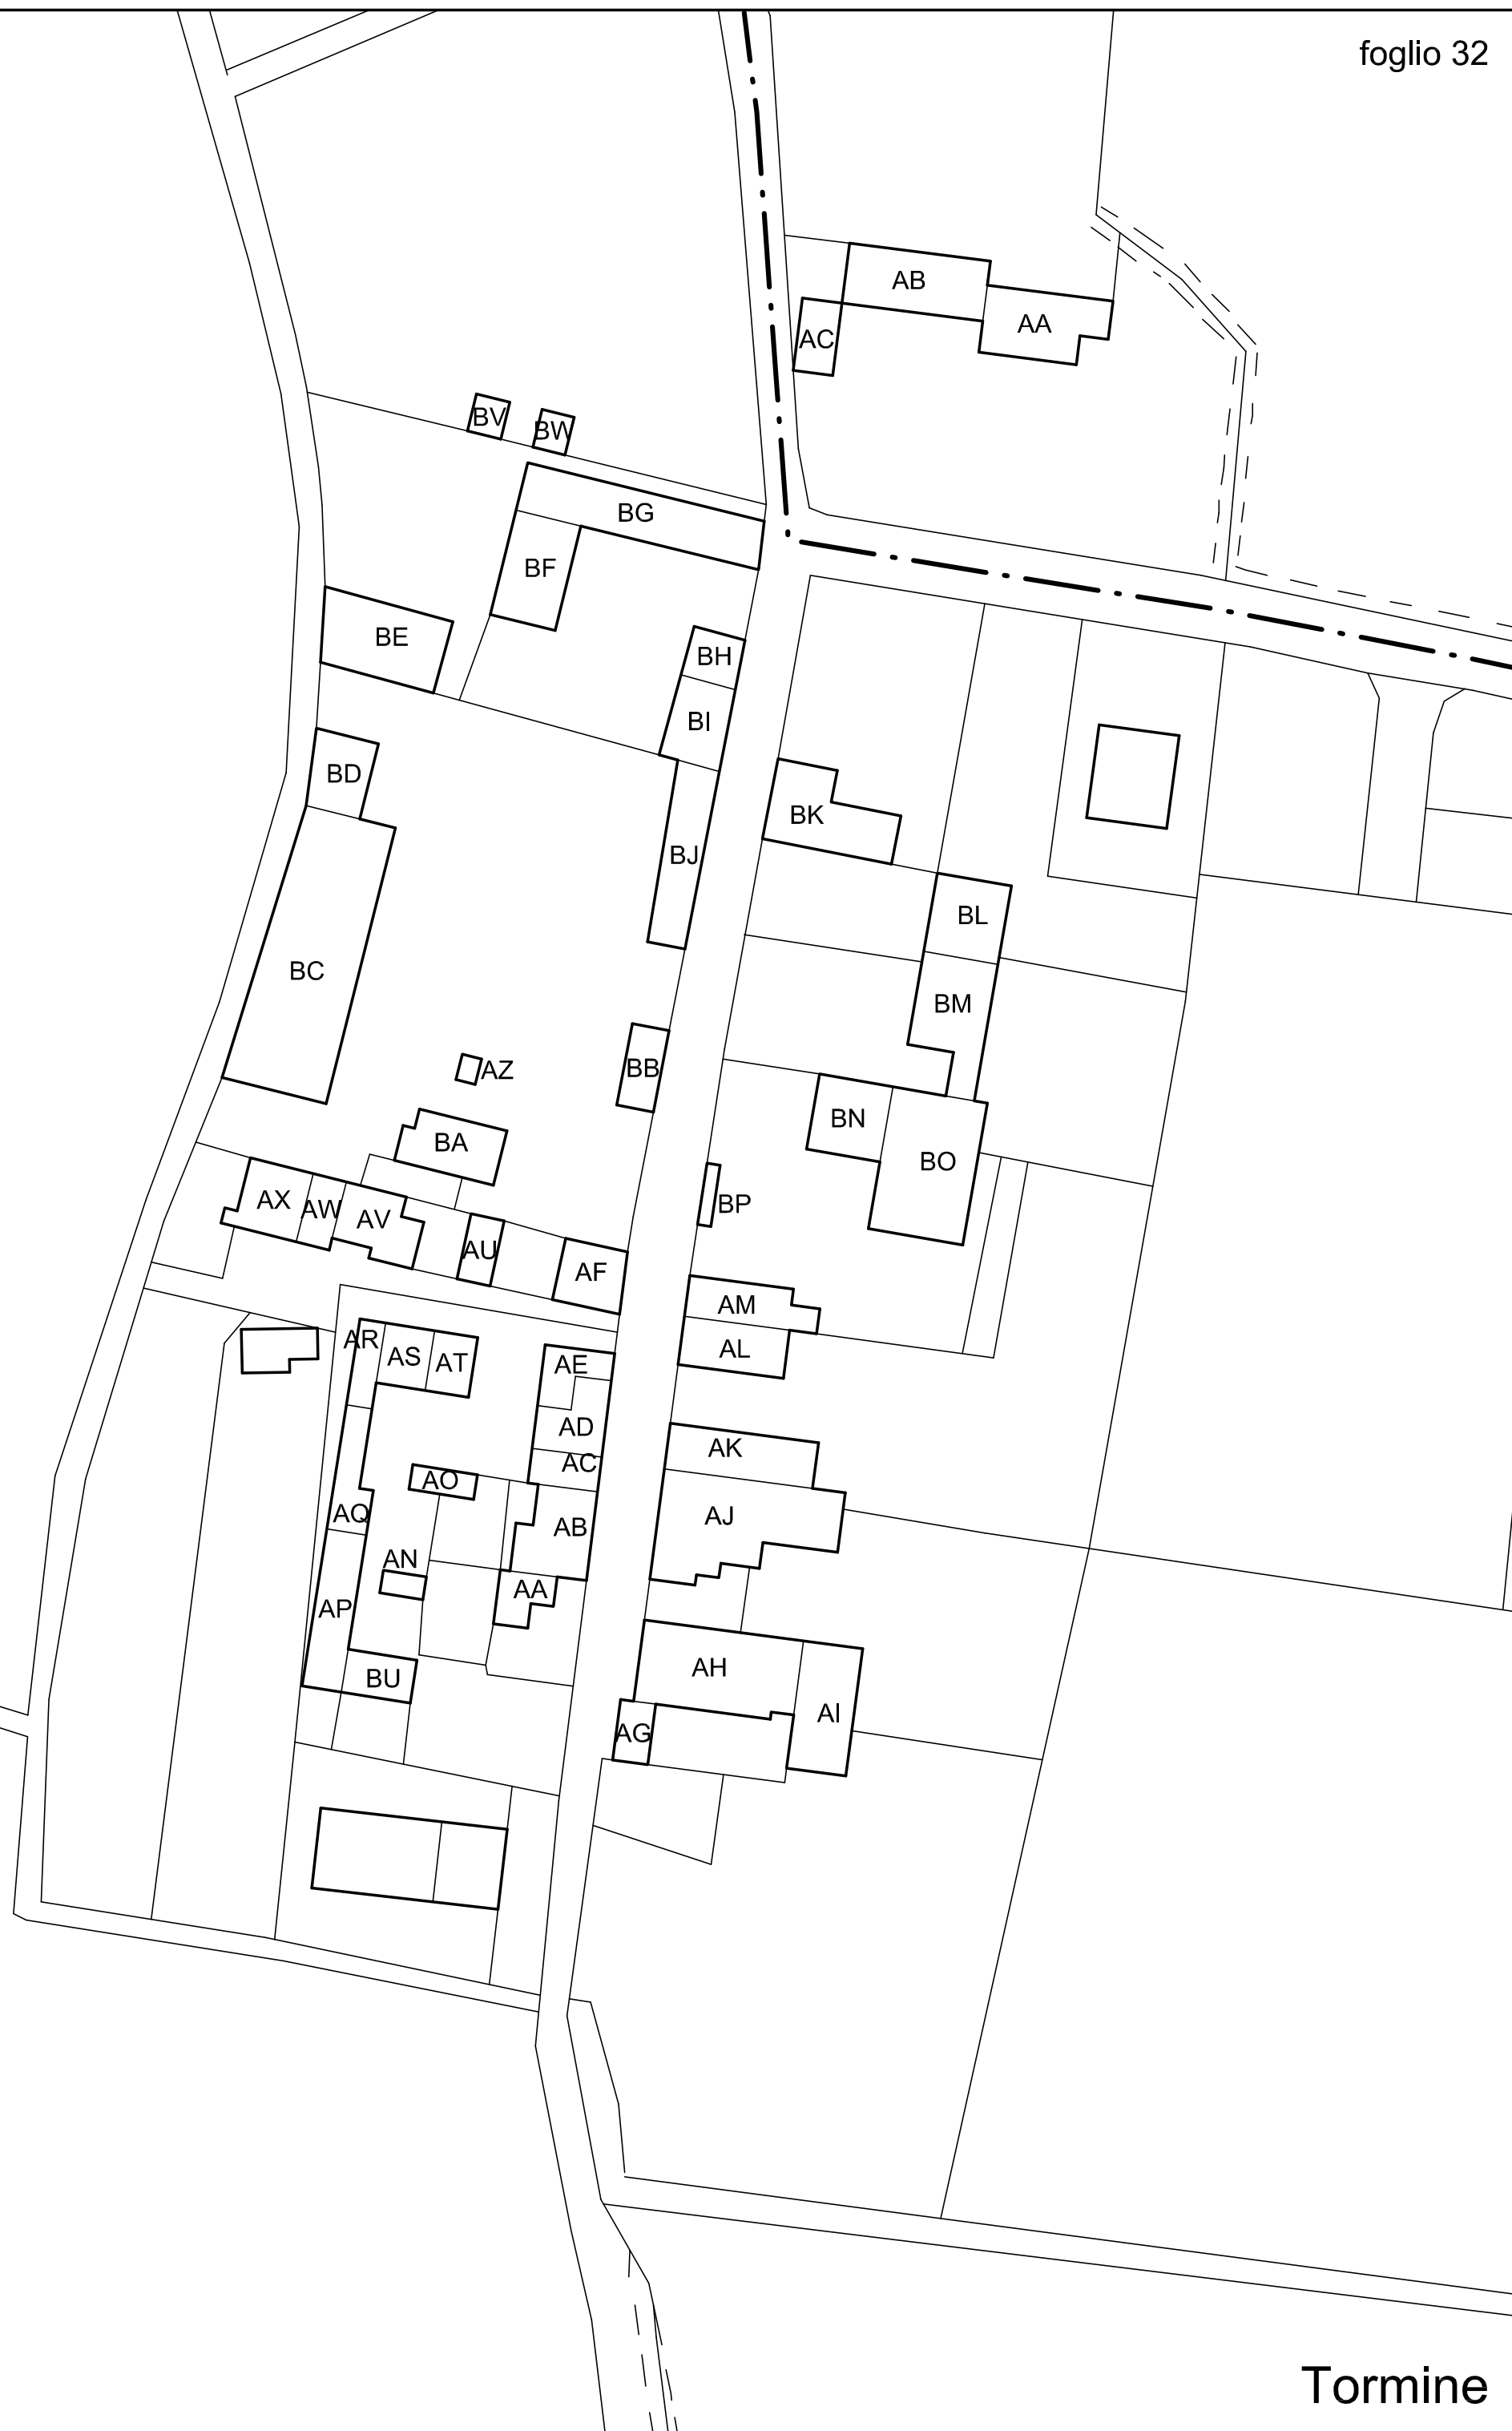 foglio 32
AB
AA
AC
BV
BW
BG
BF
BE
BH
BI
BD
BK
BJ
BL
BC
BM
BB
AZ
BN
BA
BO
AX
AW
BP
AV
AU
AF
AM
AR
AL
AS
AT
AE
AD
AK
AC
AO
AQ
AJ
AB
AN
AA
AP
AH
BU
AI
AG
Tormine